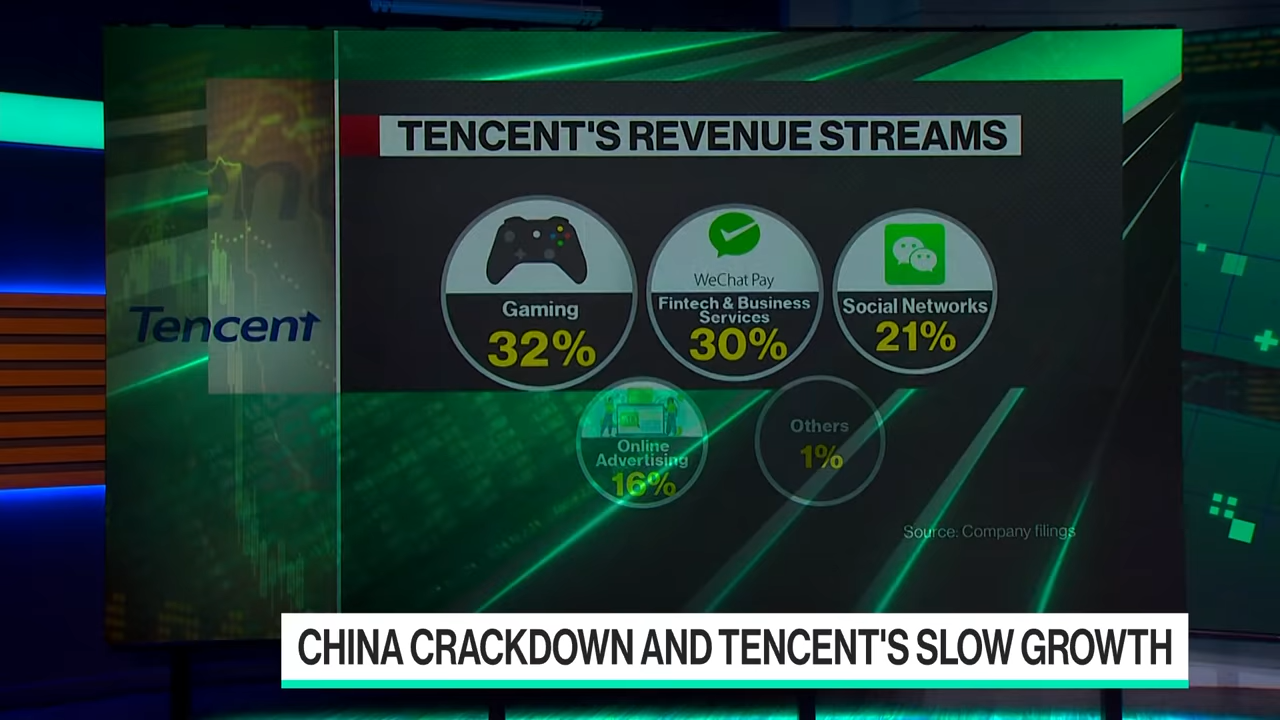 TENCENT'S REVENUE STREAMS
Tencent
WeChat Pay
Gaming
32%
Fintech & Business
Services
30%
Social Networks
21%
Online
Advertising
16%
Others
1%
Source: Company filings
CHINA CRACKDOWN AND TENCENT'S SLOW GROWTH